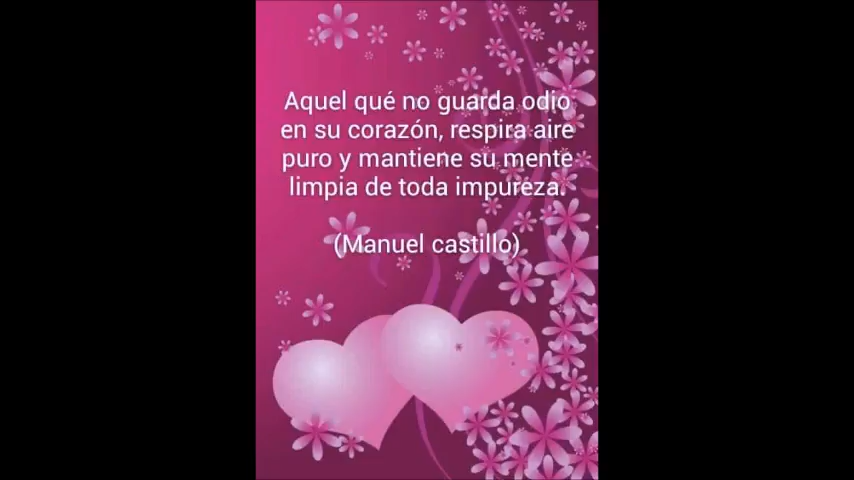 Aquel qué no guarda odio
en su corazón, respira aire
puro y mantiene su mente
limpia de toda impureza.
(Manuel castillo)